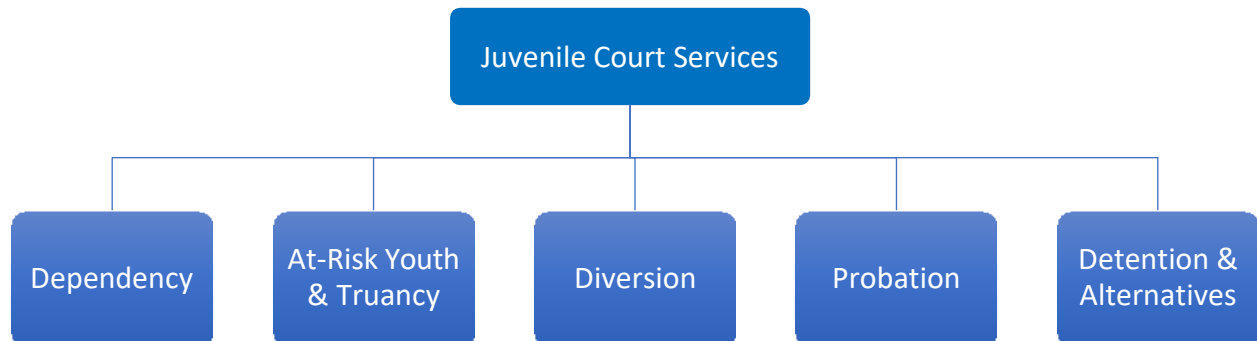 Juvenile Court Services
Dependency
At-Risk Youth
& Truancy
Diversion
Probation
Detention &
Alternatives